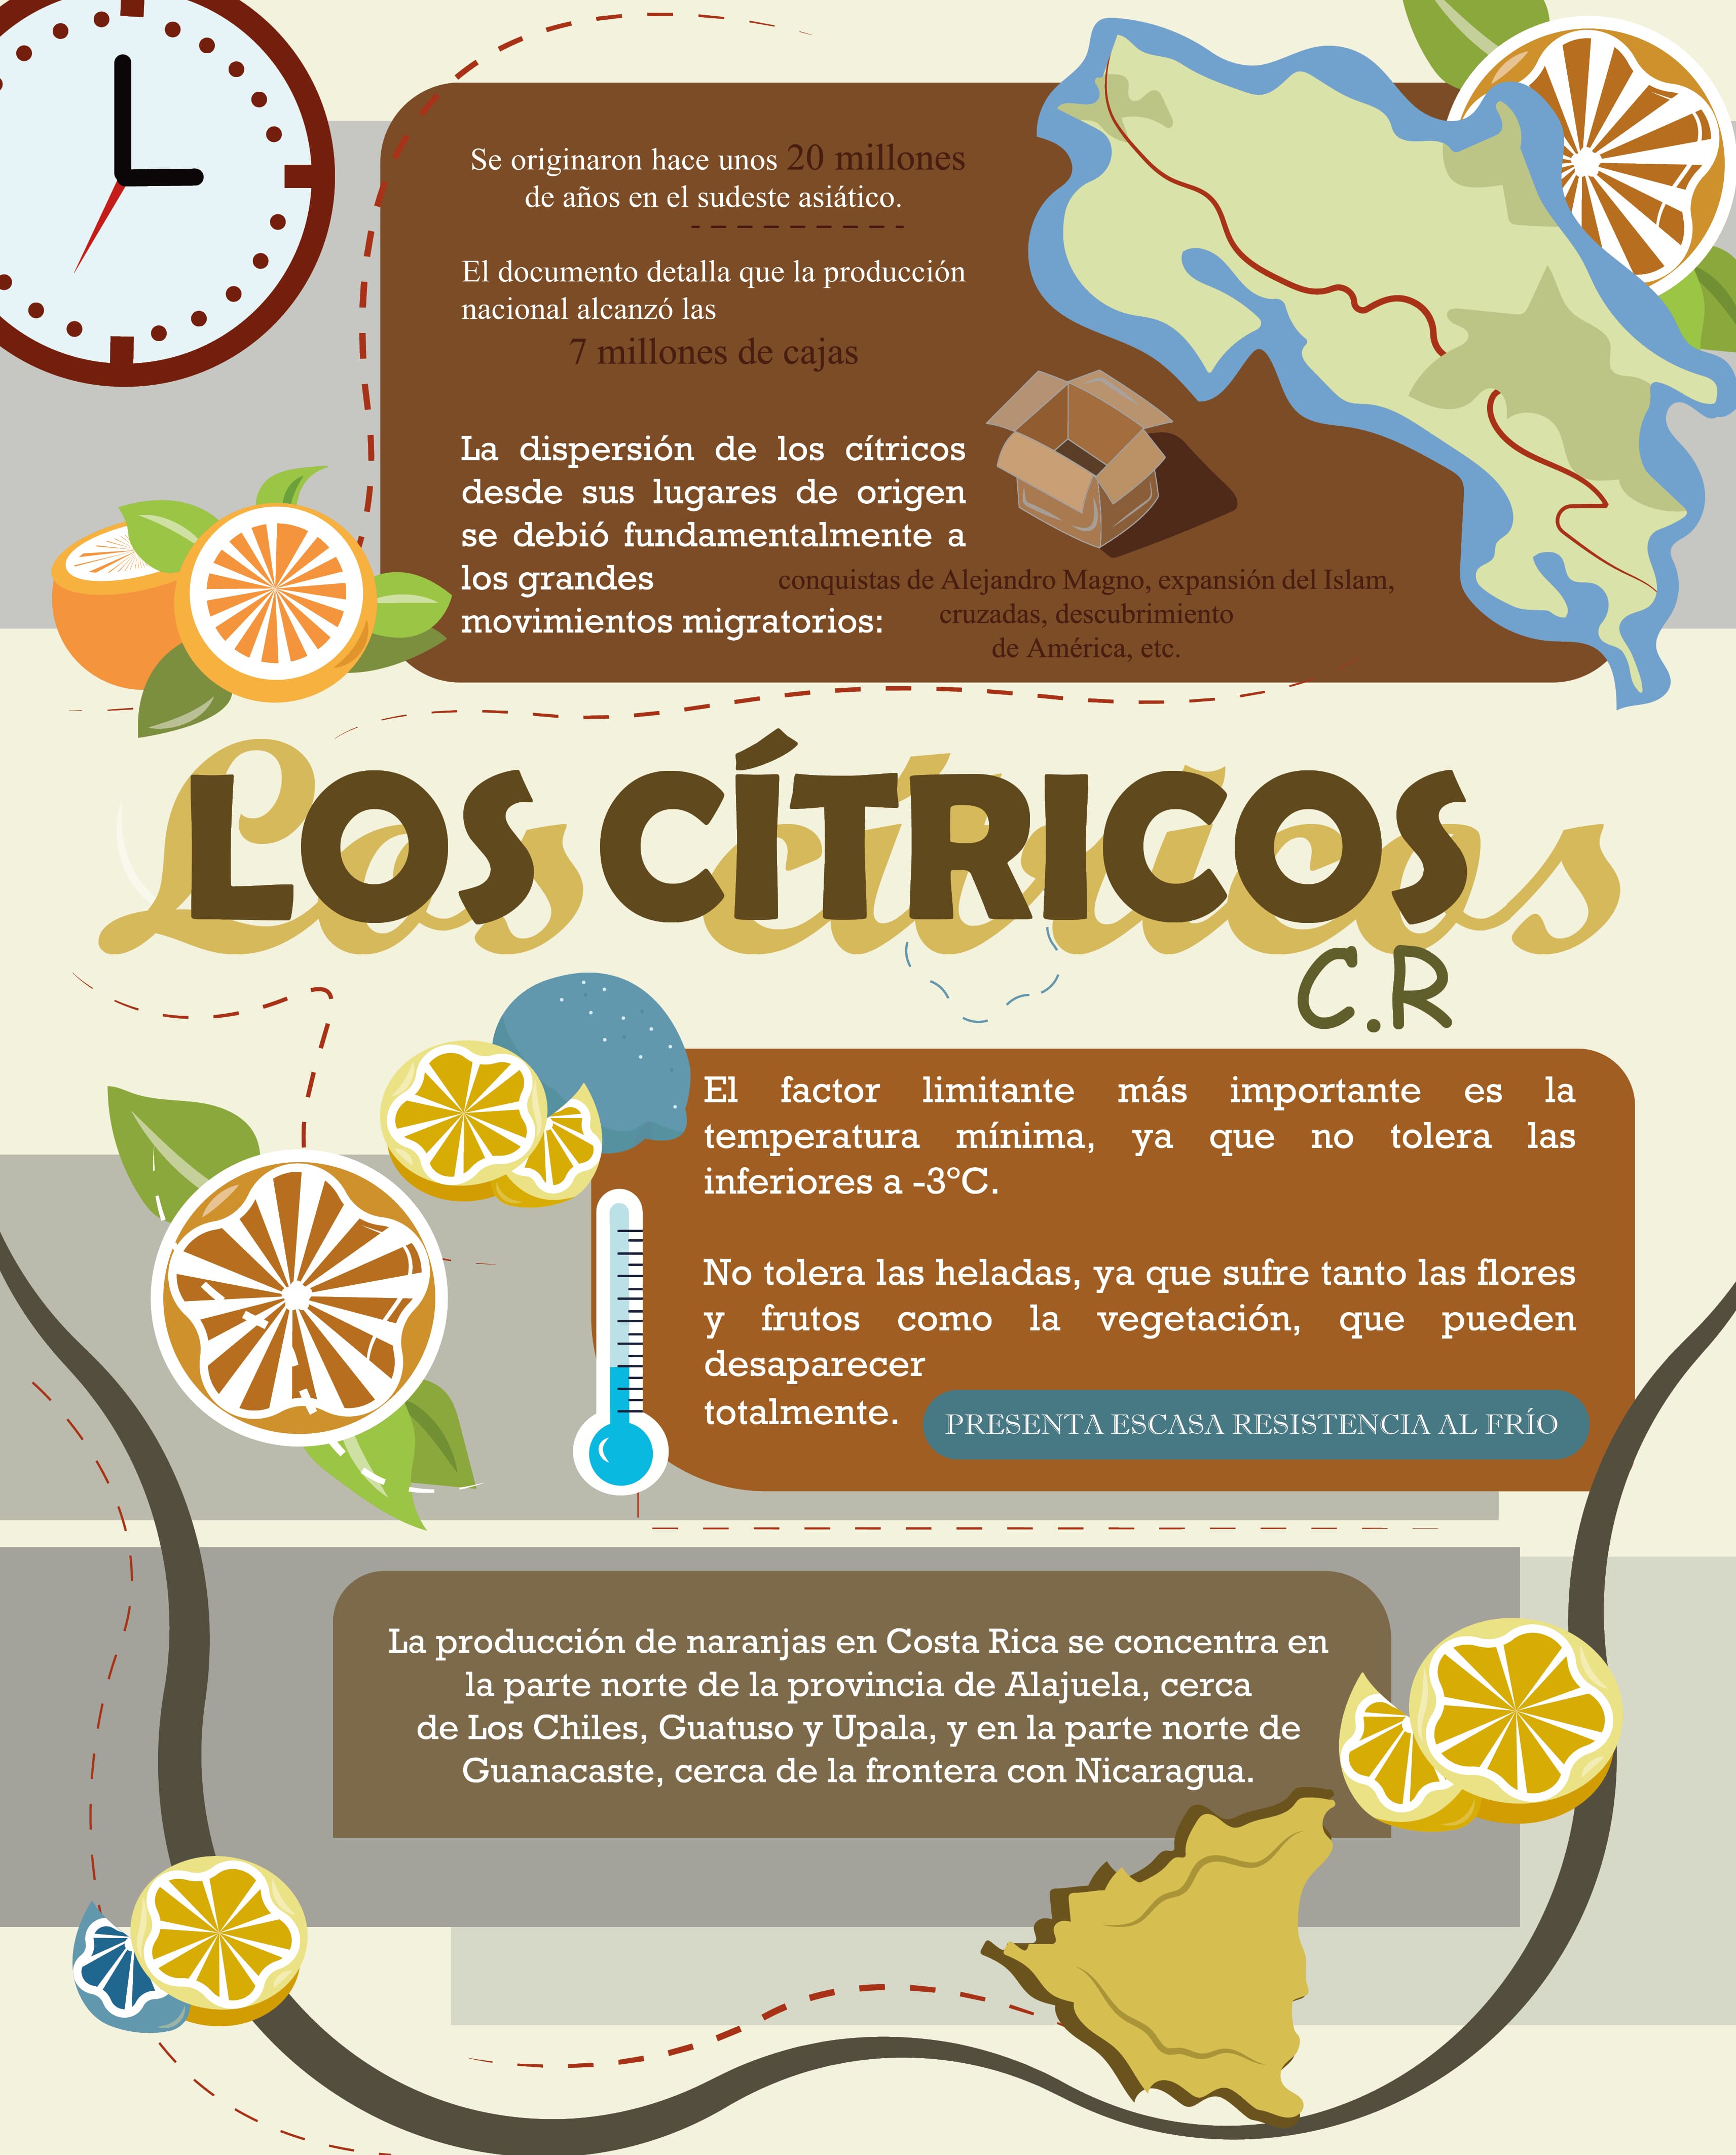 Se originaron hace unos 20 millones
de años en el sudeste asiático.
El documento detalla que la producción
nacional alcanzó las
7 millones de cajas
La dispersión de los cítricos
desde sus lugares de origen
se debió fundamentalmente a
los grandes
movimientos migratorios:
conquistas de Alejandro Magno, expansión del Islam,
cruzadas, descubrimiento
de América, etc.
Los cítricos
LOS CÍTRICOS
C.R
El factor limitante más importante es la
temperatura mínima, ya que no tolera las
inferiores a -3ºC.
No tolera las heladas, ya que sufre tanto las flores
y frutos como la vegetación, que pueden
desaparecer
totalmente.
PRESENTA ESCASA RESISTENCIA AL FRÍO
La producción de naranjas en Costa Rica se concentra en
la parte norte de la provincia de Alajuela, cerca
de Los Chiles, Guatuso y Upala, y en la parte norte de
Guanacaste, cerca de la frontera con Nicaragua.